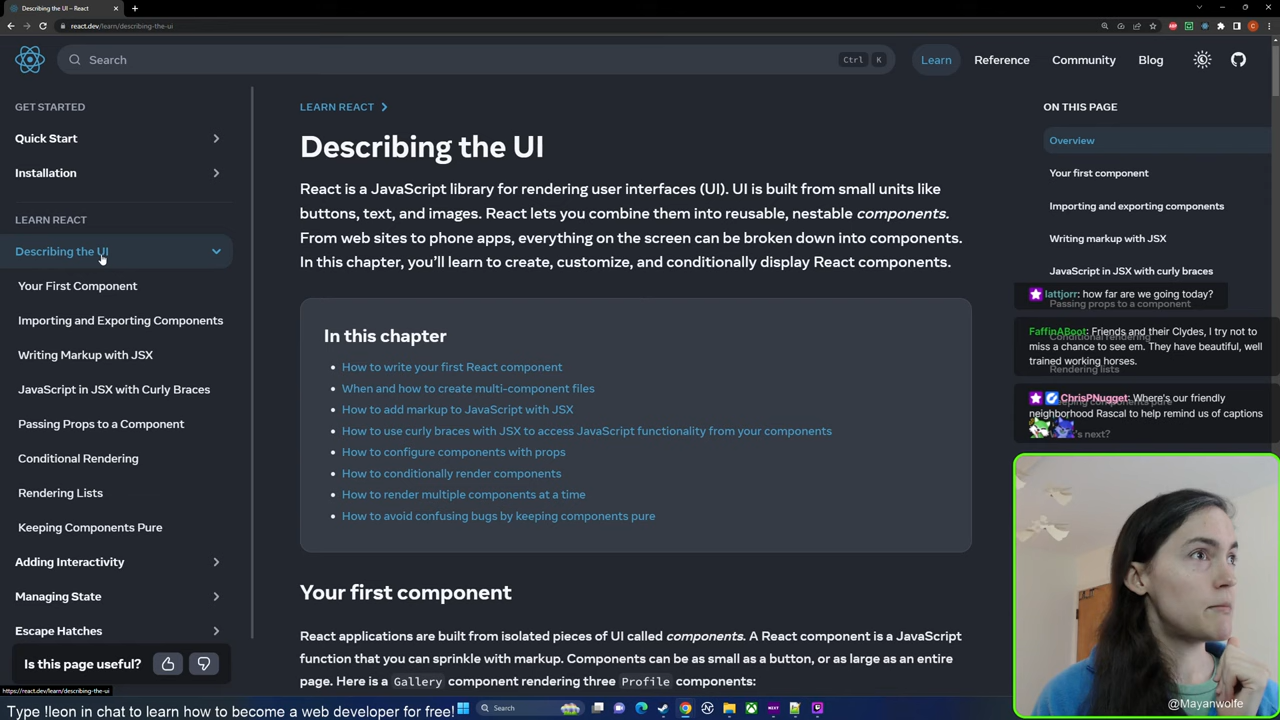 Describing the UI – React
react.dev/learn/describing-the-ui
Search
Ctrl K
Learn
Reference
Community
Blog
GET STARTED
Quick Start
Installation
LEARN REACT
Describing the UI
Your First Component
Importing and Exporting Components
Writing Markup with JSX
JavaScript in JSX with Curly Braces
Passing Props to a Component
Conditional Rendering
Rendering Lists
Keeping Components Pure
Adding Interactivity
Managing State
Escape Hatches
Is this page useful?
https://react.dev/learn/describing-the-ui
LEARN REACT
Describing the UI
React is a JavaScript library for rendering user interfaces (UI). UI is built from small units like
buttons, text, and images. React lets you combine them into reusable, nestable components.
From web sites to phone apps, everything on the screen can be broken down into components.
In this chapter, you’ll learn to create, customize, and conditionally display React components.
In this chapter
How to write your first React component
When and how to create multi-component files
How to add markup to JavaScript with JSX
How to use curly braces with JSX to access JavaScript functionality from your components
How to configure components with props
How to conditionally render components
How to render multiple components at a time
How to avoid confusing bugs by keeping components pure
Your first component
React applications are built from isolated pieces of UI called components. A React component is a JavaScript
function that you can sprinkle with markup. Components can be as small as a button, or as large as an entire
page. Here is a Gallery component rendering three Profile components:
ON THIS PAGE
Overview
Your first component
Importing and exporting components
Writing markup with JSX
JavaScript in JSX with curly braces
lattjorr: how far are we going today?
Passing props to a component
FaffinABoot: Friends and their Clydes, I try not to
miss a chance to see em. They have beautiful, well
trained working horses.
Conditional rendering
Rendering lists
ChrisPNugget: Where's our friendly
neighborhood Rascal to help remind us of captions
's next?
@Mayanwolfe
Type !leon in chat to learn how to become a web developer for free!
Search